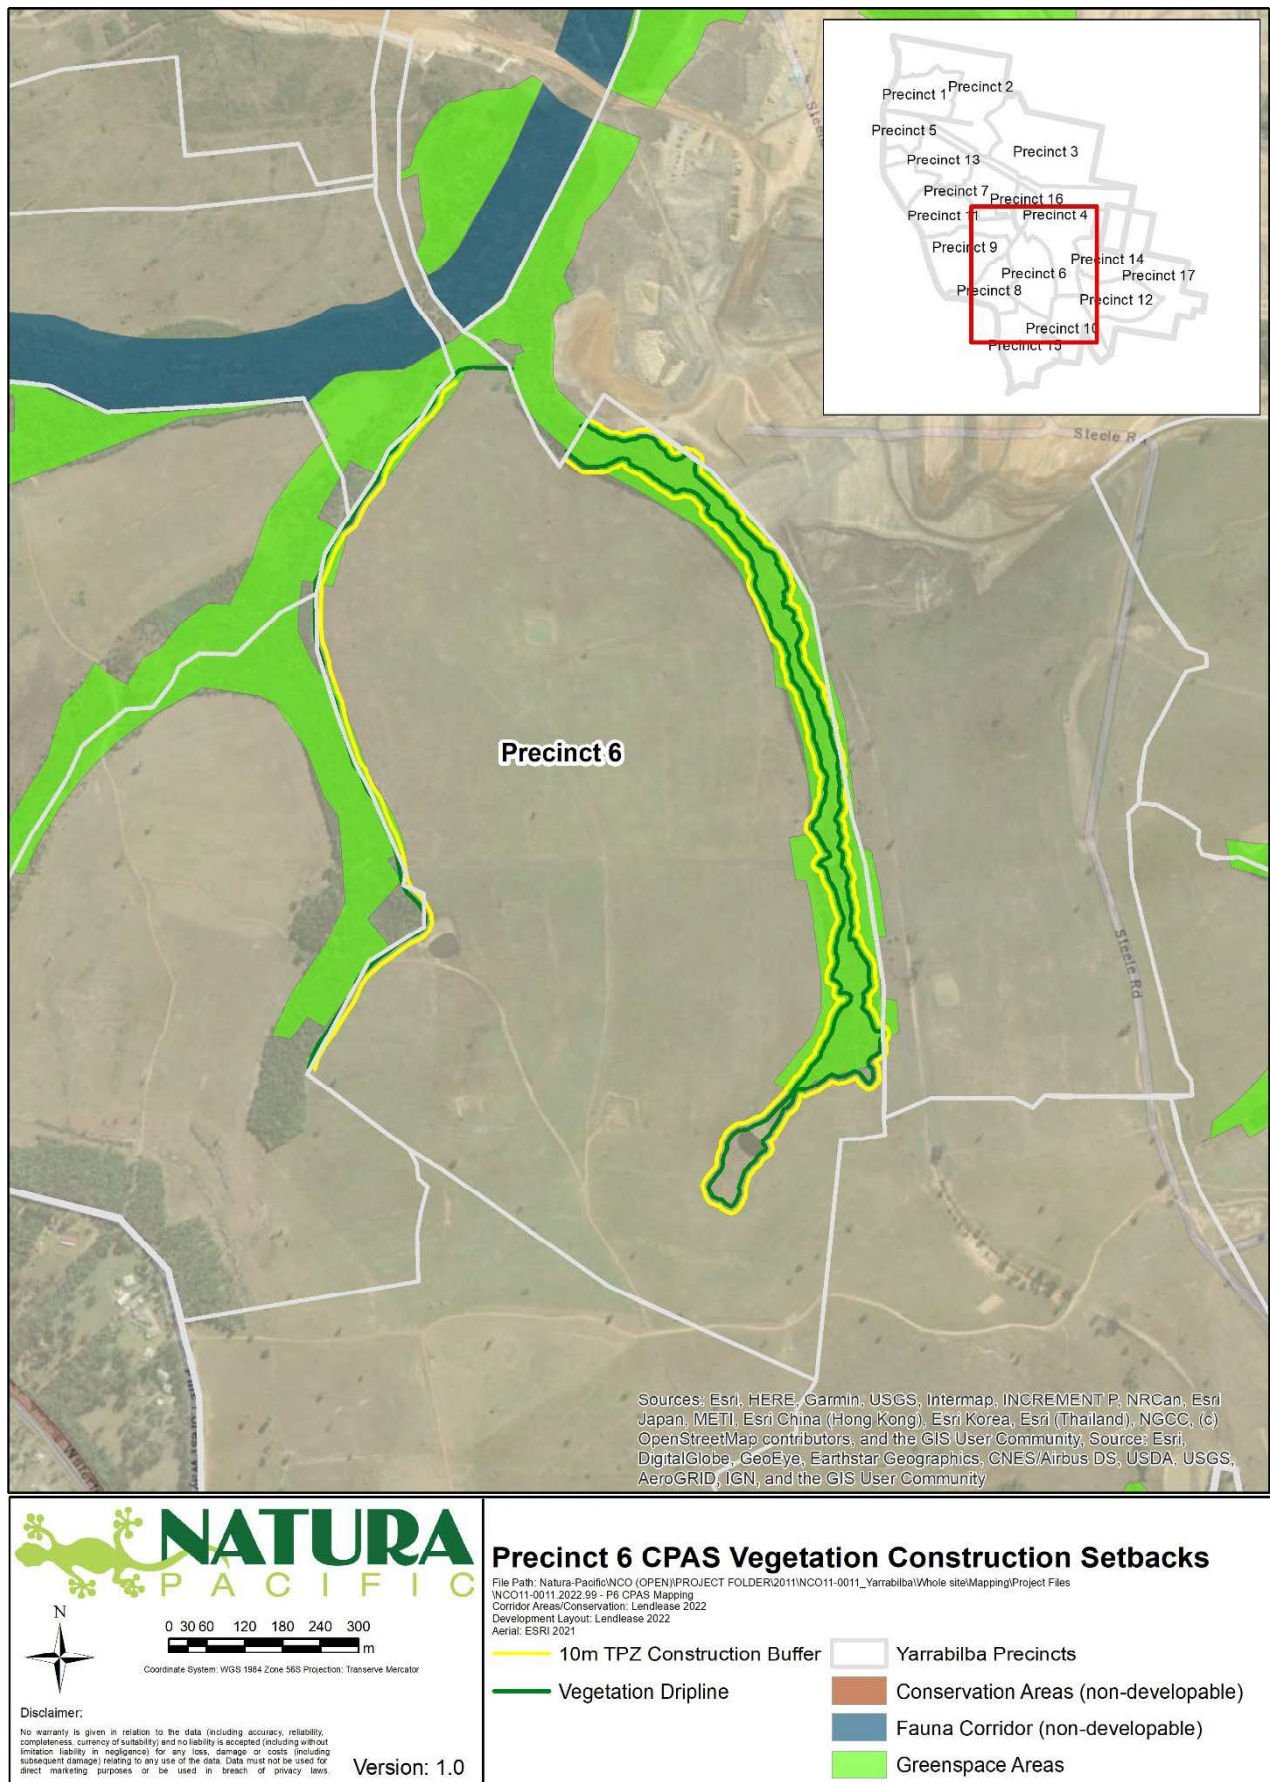 Precinct 1
Precinct 2
Precinct 5
Precinct 3
Precinct 13
Precinct 7
Precinct 16
Precinct 11
Precinct 4
Precinct 9
Precinct 14
Precinct 6
Precinct 17
Precinct 8
Precinct 12
Precinct 10
Precinct 15
Steele Rd
Precinct 6
Steele Rd
Sources: Esri, HERE, Garmin, USGS, Intermap, INCREMENT P, NRCan, Esri
Japan, METI, Esri China (Hong Kong), Esri Korea, Esri (Thailand), NGCC, (c)
OpenStreetMap contributors, and the GIS User Community, Source: Esri,
DigitalGlobe, GeoEye, Earthstar Geographics, CNES/Airbus DS, USDA, USGS,
AeroGRID, IGN, and the GIS User Community
NATURA
PACIFIC
N
0 30 60 120 180 240 300
m
Coordinate System: WGS 1984 Zone 56S Projection: Transerve Mercator
Disclaimer:
No warranty is given in relation to the data (including accuracy, reliability,
completeness, currency of suitability) and no liability is accepted (including without
limitation liability in negligence) for any loss, damage or costs (including
subsequent damage) relating to any use of the data. Data must not be used for
direct marketing purposes or be used in breach of privacy laws.
Version: 1.0
Precinct 6 CPAS Vegetation Construction Setbacks
File Path: Natura-Pacific\NCO (OPEN)\PROJECT FOLDER\2011\NCO11-0011_Yarrabilba\Whole site\Mapping\Project Files
\NCO11-0011.2022.99 - P6 CPAS Mapping
Corridor Areas/Conservation: Lendlease 2022
Development Layout: Lendlease 2022
Aerial: ESRI 2021
10m TPZ Construction Buffer
Vegetation Dripline
Yarrabilba Precincts
Conservation Areas (non-developable)
Fauna Corridor (non-developable)
Greenspace Areas